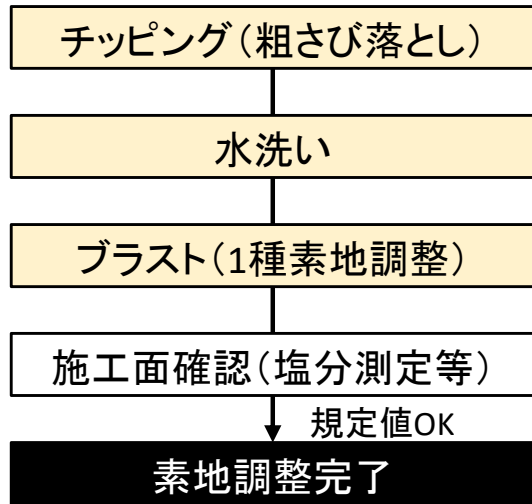 チッピング（粗さび落とし）
水洗い
ブラスト（1種素地調整）
施工面確認（塩分測定等）
規定値OK
素地調整完了